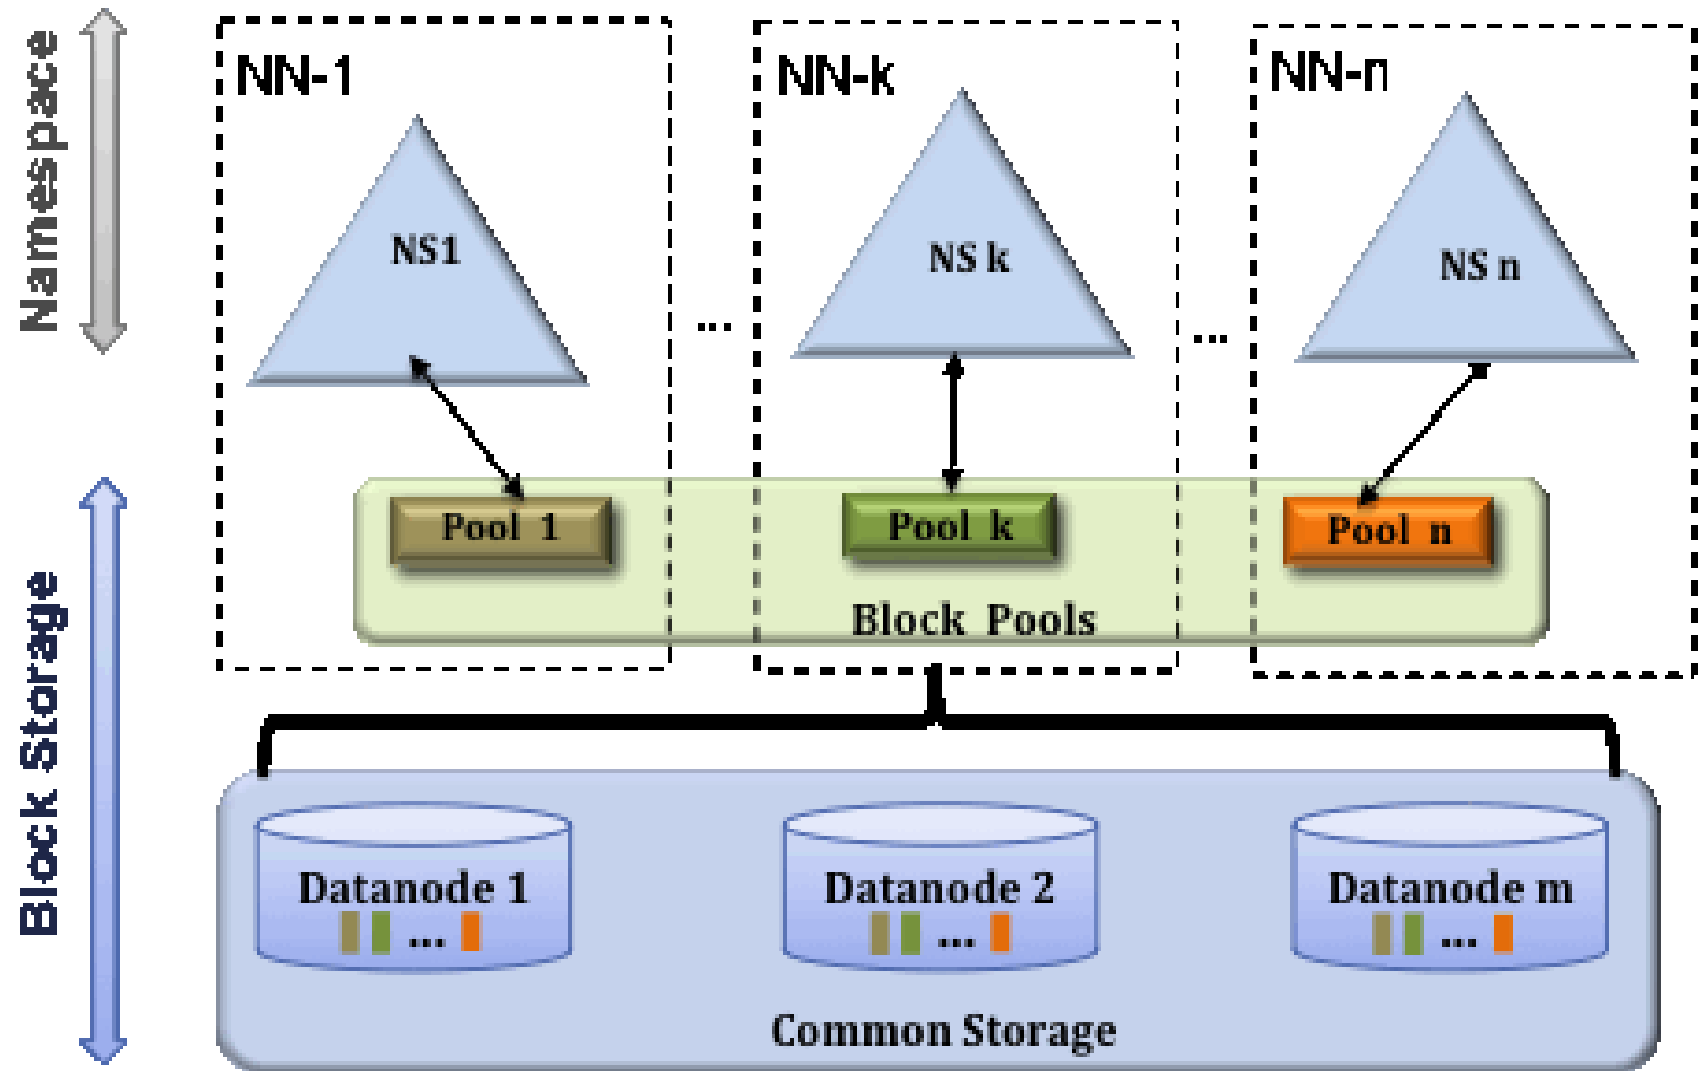 Namespace
NN-1
NN-k
NN-n
NS1
NS k
NS n
...
...
Block Storage
Pool 1
Pool k
Pool n
Block Pools
Datanode 1
...
Datanode 2
...
Datanode m
...
Common Storage